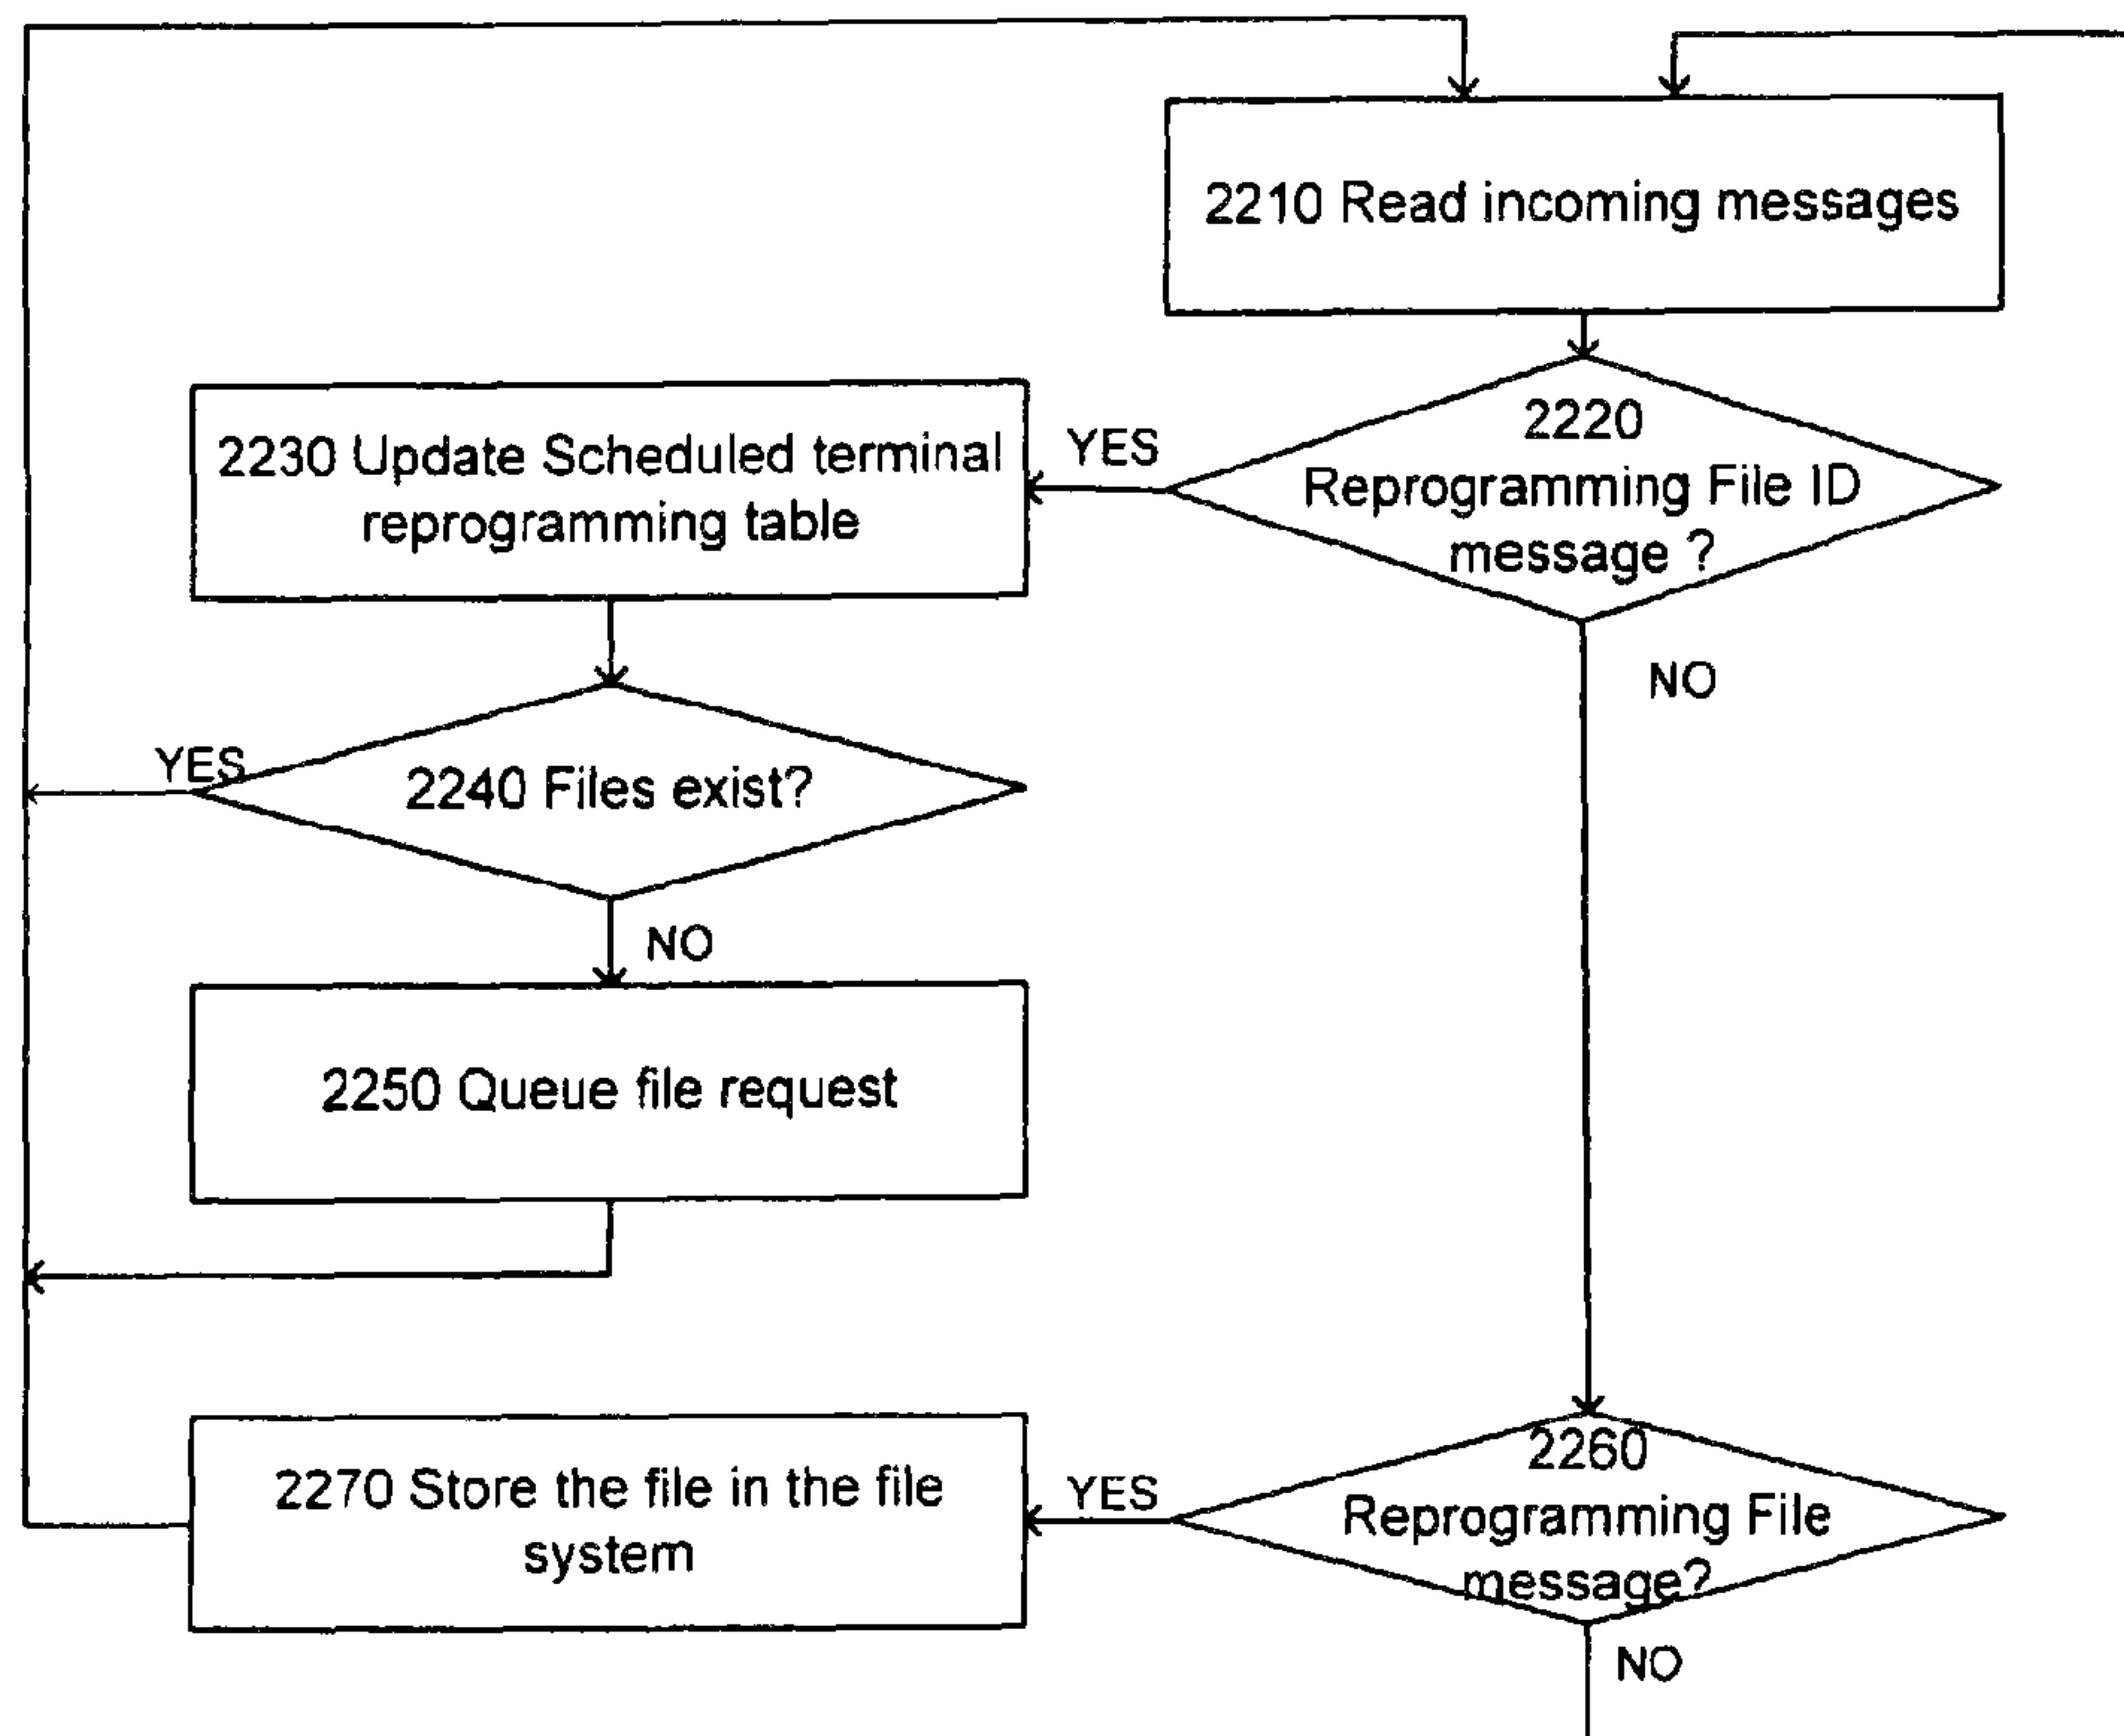 2210 Read incoming messages
2220
Reprogramming File ID
message ?
YES
2230 Update Scheduled terminal
reprogramming table
NO
YES
2240 Files exist?
NO
2250 Queue file request
2260
Reprogramming File
message?
YES
2270 Store the file in the file
system
NO